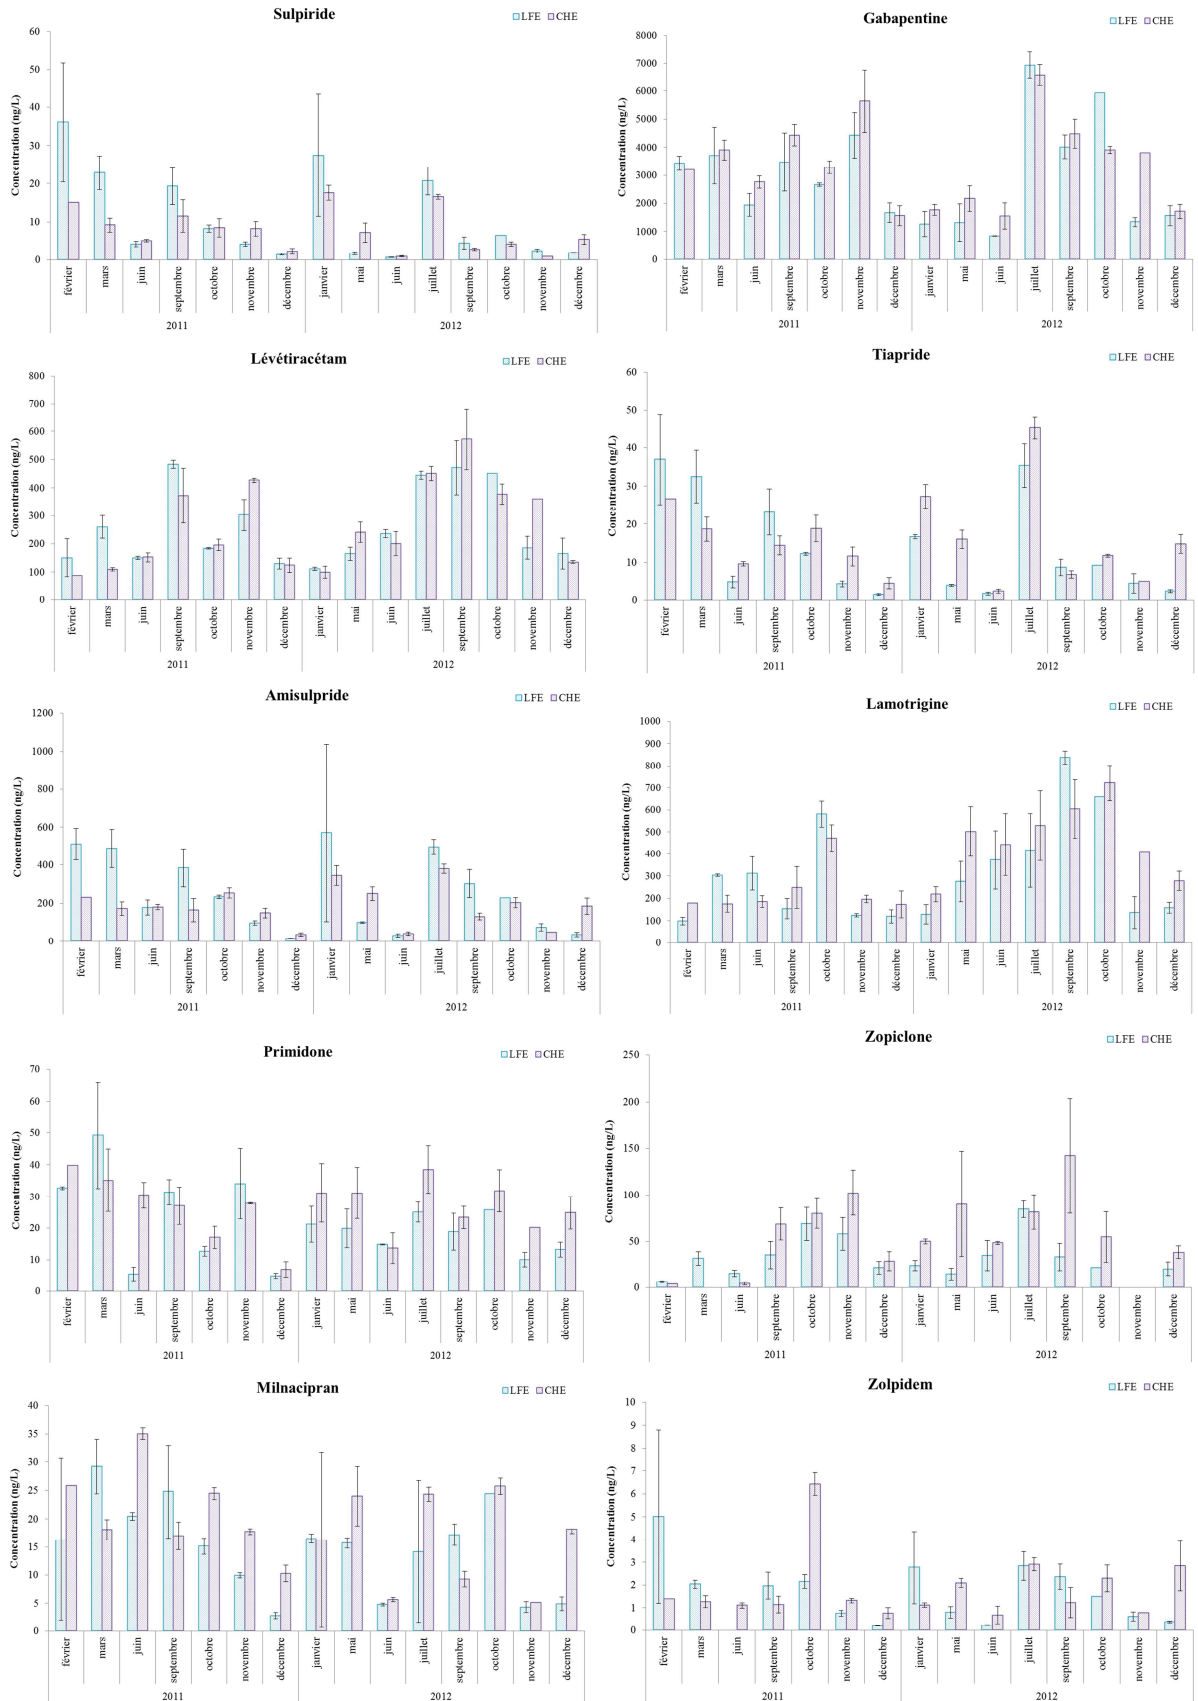 Sulpiride
LFE CHE
Concentration (ng/L)
60
50
40
30
20
10
0
février mars juin septembre octobre novembre décembre janvier mai juin juillet septembre octobre novembre décembre
2011 2012
Gabapentine
LFE CHE
Concentration (ng/L)
8000
7000
6000
5000
4000
3000
2000
1000
0
février mars juin septembre octobre novembre décembre janvier mai juin juillet septembre octobre novembre décembre
2011 2012
Lévétiracétam
LFE CHE
Concentration (ng/L)
800
700
600
500
400
300
200
100
0
février mars juin septembre octobre novembre décembre janvier mai juin juillet septembre octobre novembre décembre
2011 2012
Tiapride
LFE CHE
Concentration (ng/L)
60
50
40
30
20
10
0
février mars juin septembre octobre novembre décembre janvier mai juin juillet septembre octobre novembre décembre
2011 2012
Amisulpride
LFE CHE
Concentration (ng/L)
1200
1000
800
600
400
200
0
février mars juin septembre octobre novembre décembre janvier mai juin juillet septembre octobre novembre décembre
2011 2012
Lamotrigine
LFE CHE
Concentration (ng/L)
1000
900
800
700
600
500
400
300
200
100
0
février mars juin septembre octobre novembre décembre janvier mai juin juillet septembre octobre novembre décembre
2011 2012
Primidone
LFE CHE
Concentration (ng/L)
70
60
50
40
30
20
10
0
février mars juin septembre octobre novembre décembre janvier mai juin juillet septembre octobre novembre décembre
2011 2012
Zopiclone
LFE CHE
Concentration (ng/L)
250
200
150
100
50
0
février mars juin septembre octobre novembre décembre janvier mai juin juillet septembre octobre novembre décembre
2011 2012
Milnacipran
LFE CHE
Concentration (ng/L)
40
35
30
25
20
15
10
5
0
février mars juin septembre octobre novembre décembre janvier mai juin juillet septembre octobre novembre décembre
2011 2012
Zolpidem
LFE CHE
Concentration (ng/L)
10
9
8
7
6
5
4
3
2
1
0
février mars juin septembre octobre novembre décembre janvier mai juin juillet septembre octobre novembre décembre
2011 2012